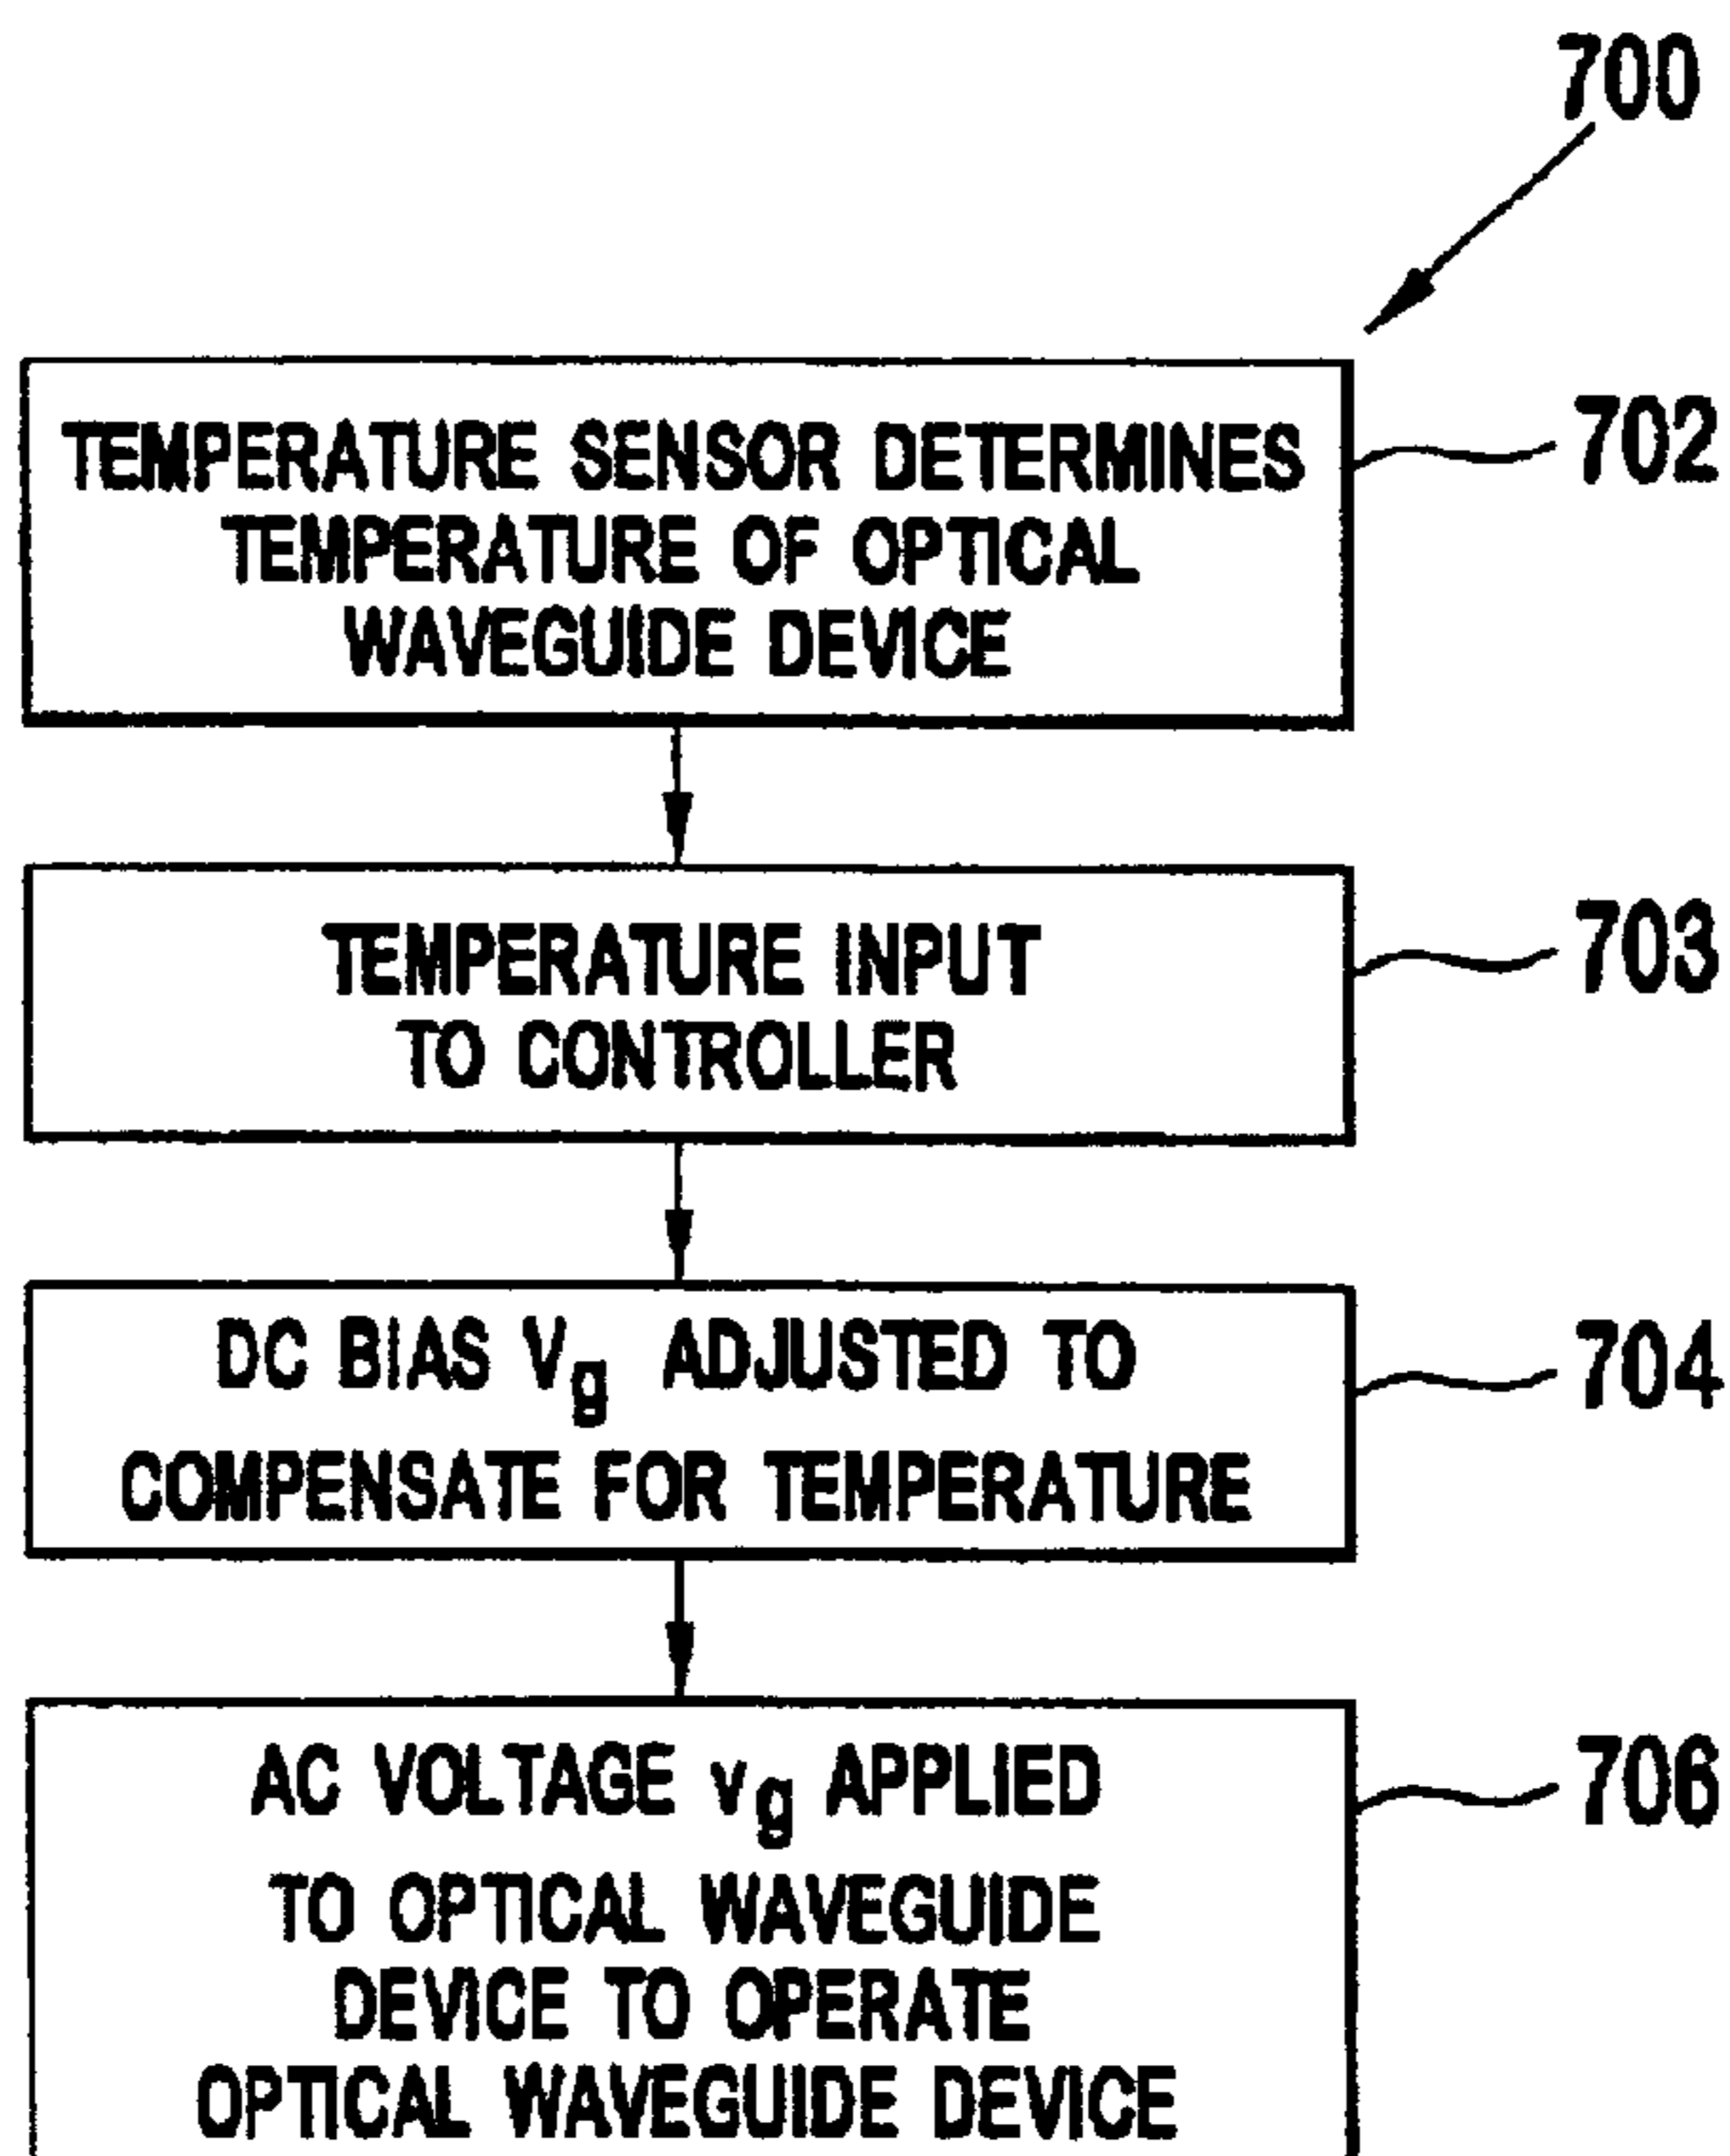 700
TEMPERATURE SENSOR DETERMINES
TEMPERATURE OF OPTICAL
WAVEGUIDE DEVICE
702
TEMPERATURE INPUT
TO CONTROLLER
703
DC BIAS Vg ADJUSTED TO
COMPENSATE FOR TEMPERATURE
704
AC VOLTAGE vg APPLIED
TO OPTICAL WAVEGUIDE
DEVICE TO OPERATE
OPTICAL WAVEGUIDE DEVICE
706